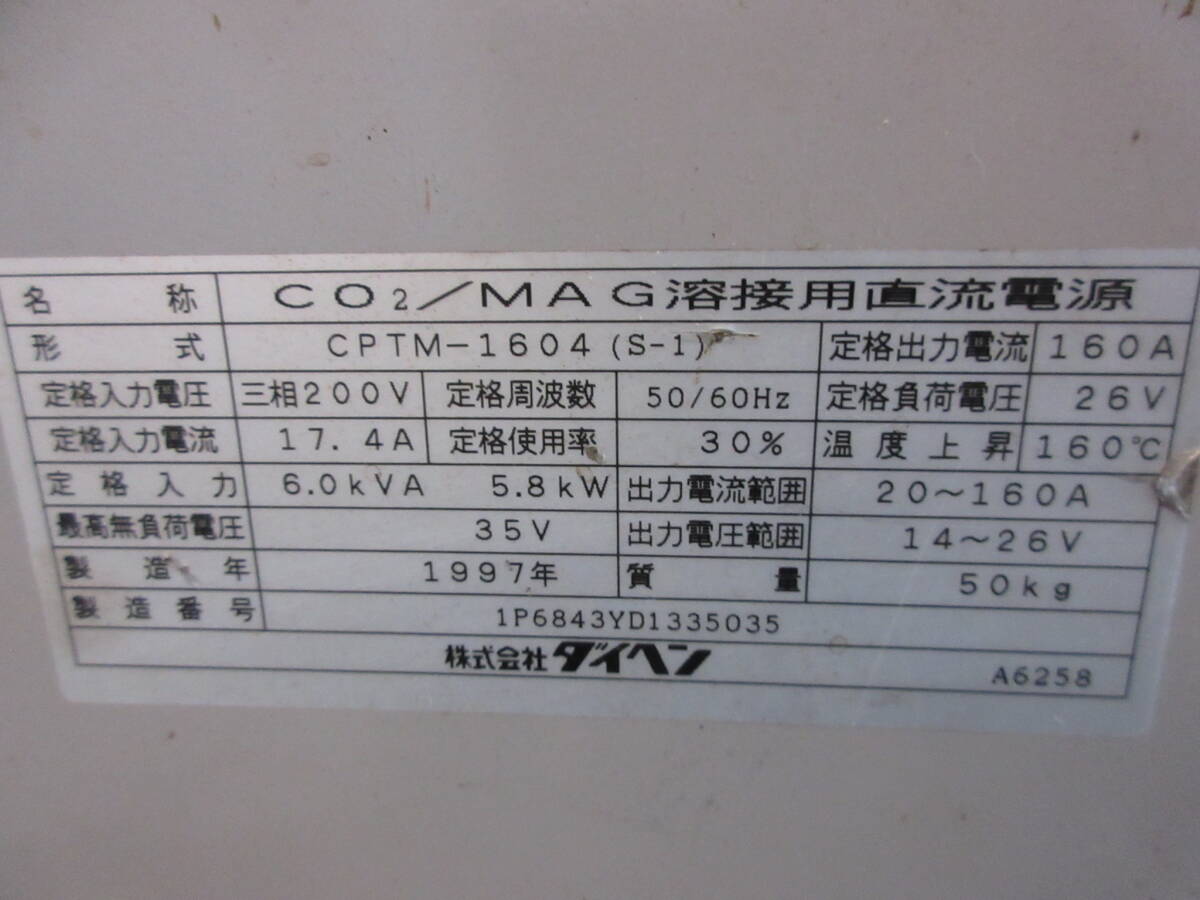 名称 CO2/MAG溶接用直流電源
形式 CPTM-1604(S-1) 定格出力電流 160A
定格入力電圧 三相200V 定格周波数 50/60Hz 定格負荷電圧 26V
定格入力電流 17.4A 定格使用率 30% 温度上昇 160℃
定格入力 6.0kVA 5.8kW 出力電流範囲 20~160A
最高無負荷電圧 35V 出力電圧範囲 14~26V
製造年 1997年 質量 50kg
製造番号 1P6843YD1335035
株式会社ダイヘン A6258